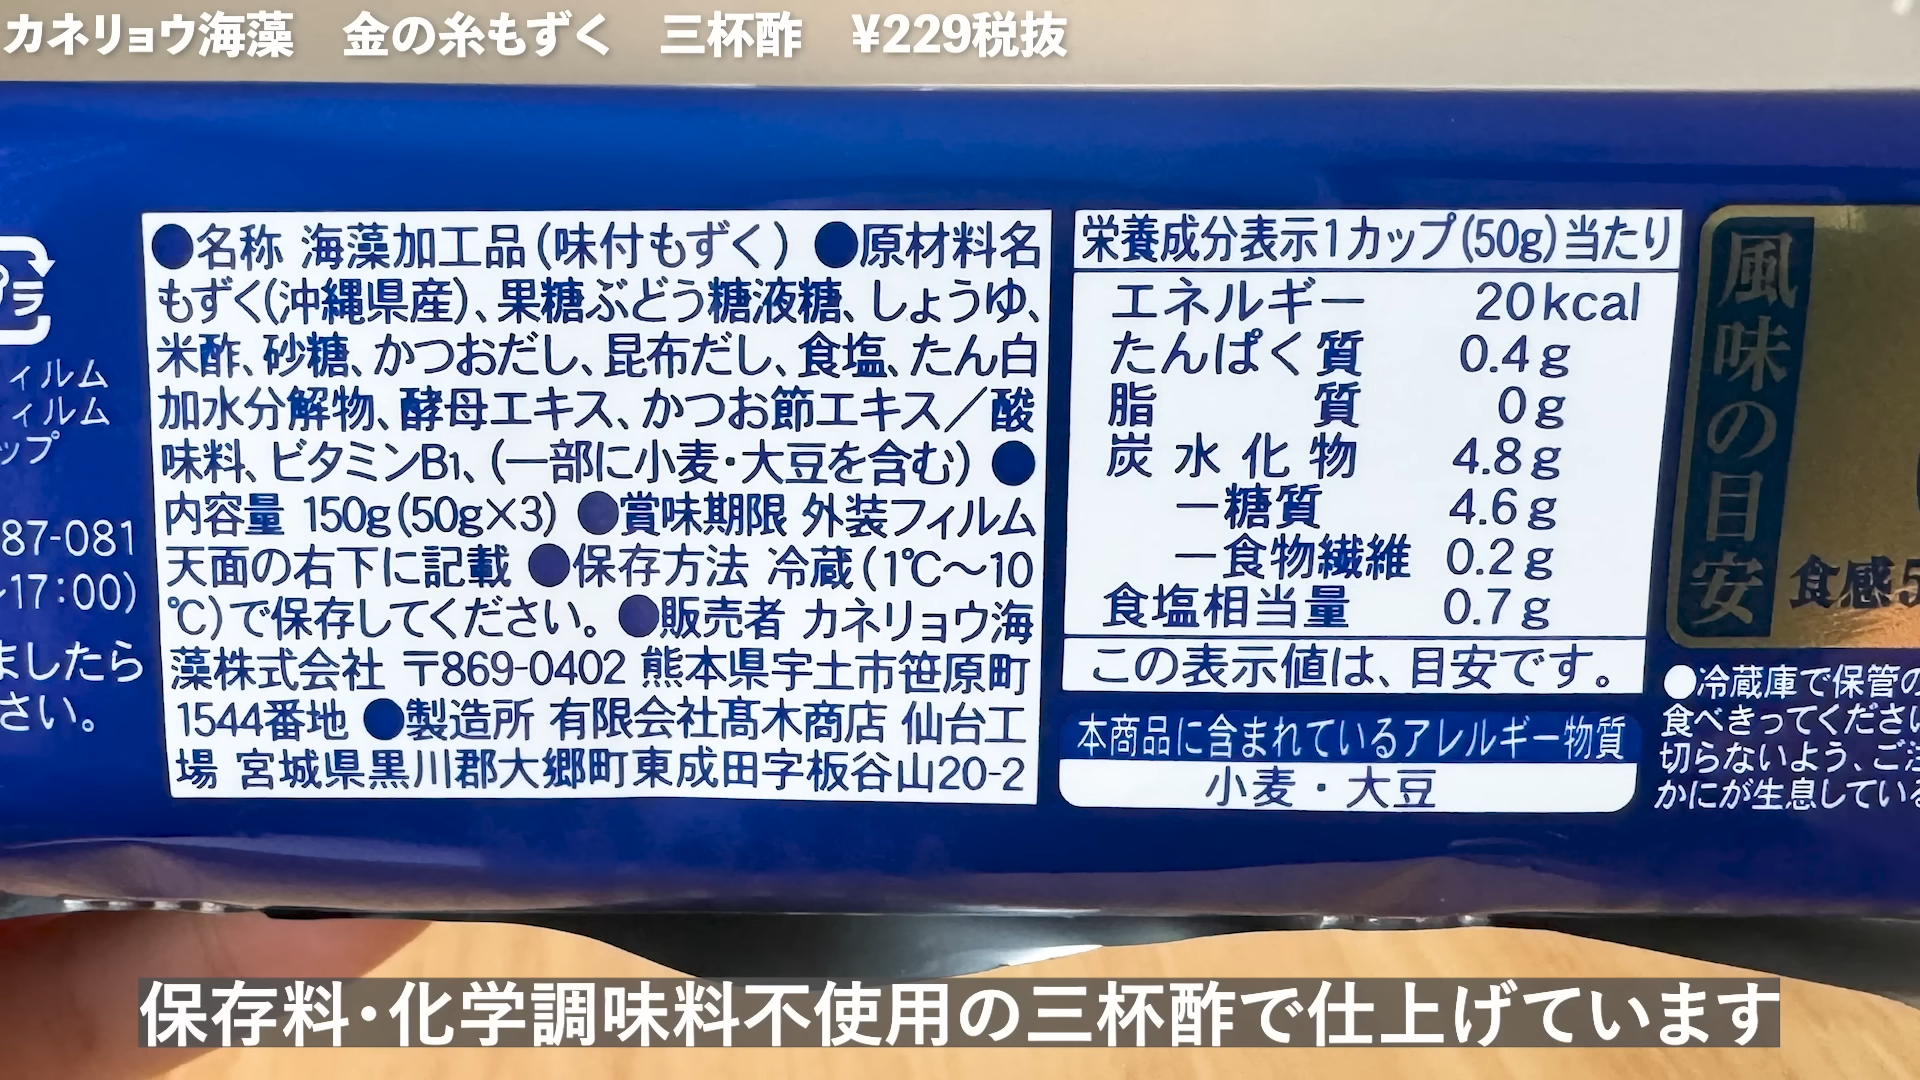 カネリョウ海藻　金の糸もずく　三杯酢　¥229税抜
プラ
ィルム
ィルム
ップ
87-081
~17:00)
ましたら
さい。
●名称 海藻加工品(味付もずく) ●原材料名
もずく(沖縄県産)、果糖ぶどう糖液糖、しょうゆ、
米酢、砂糖、かつおだし、昆布だし、食塩、たん白
加水分解物、酵母エキス、かつお節エキス／酸
味料、ビタミンB1、(一部に小麦・大豆を含む) ●
内容量 150g(50g×3) ●賞味期限 外装フィルム
天面の右下に記載 ●保存方法 冷蔵(1℃～10
℃)で保存してください。●販売者 カネリョウ海
藻株式会社 〒869-0402 熊本県宇土市笹原町
1544番地 ●製造所 有限会社髙木商店 仙台工
場 宮城県黒川郡大郷町東成田字板谷山20-2
栄養成分表示1カップ(50g)当たり
エネルギー 20kcal
たんぱく質 0.4g
脂質 0g
炭水化物 4.8g
－糖質 4.6g
－食物繊維 0.2g
食塩相当量 0.7g
この表示値は、目安です。
本商品に含まれているアレルギー物質
小麦・大豆
風味の目安
食感5
●冷蔵庫で保管の
食べきってくださ
切らないよう、ご注
かにが生息してい
保存料・化学調味料不使用の三杯酢で仕上げています